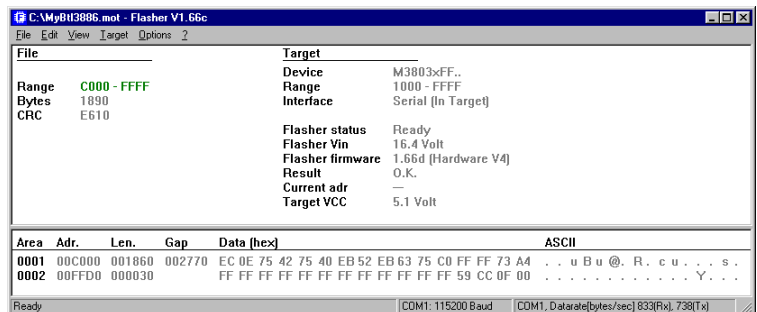 C:\MyBtl3886.mot - Flasher V1.66c
File Edit View Target Options ?
File
Range C000 - FFFF
Bytes 1890
CRC E610
Target
Device M3803xFF..
Range 1000 - FFFF
Interface Serial (In Target)
Flasher status Ready
Flasher Vin 16.4 Volt
Flasher firmware 1.66d (Hardware V4)
Result O.K.
Current adr —
Target VCC 5.1 Volt
Area Adr. Len. Gap Data (hex) ASCII
0001 00C000 001860 002770 EC 0E 75 42 75 40 EB 52 EB 63 75 C0 FF FF 73 A4 . . u B u @ . R . c u . . . s .
0002 00FFD0 000030 FF FF FF FF FF FF FF FF FF FF FF FF 59 CC 0F 00 . . . . . . . . . . . . Y . . .
Ready COM1: 115200 Baud COM1, Datarate[bytes/sec] 833(Rx), 738(Tx)